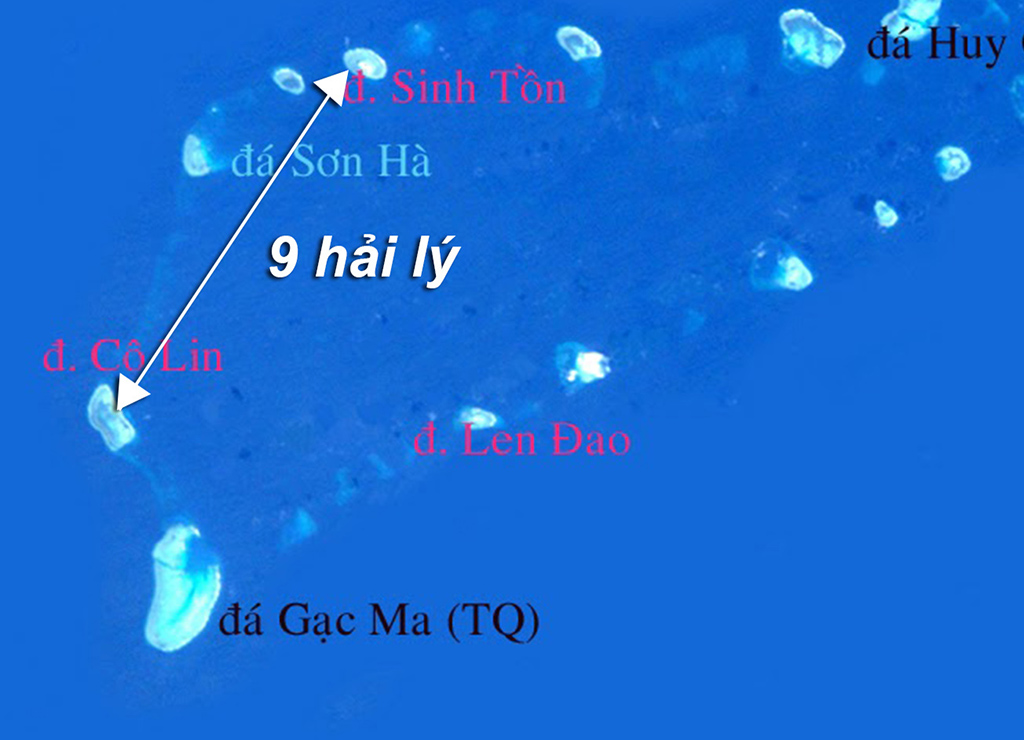 đá Huy
đ. Sinh Tồn
đá Sơn Hà
9 hải lý
đ. Cô Lin
đ. Len Đao
đá Gạc Ma (TQ)